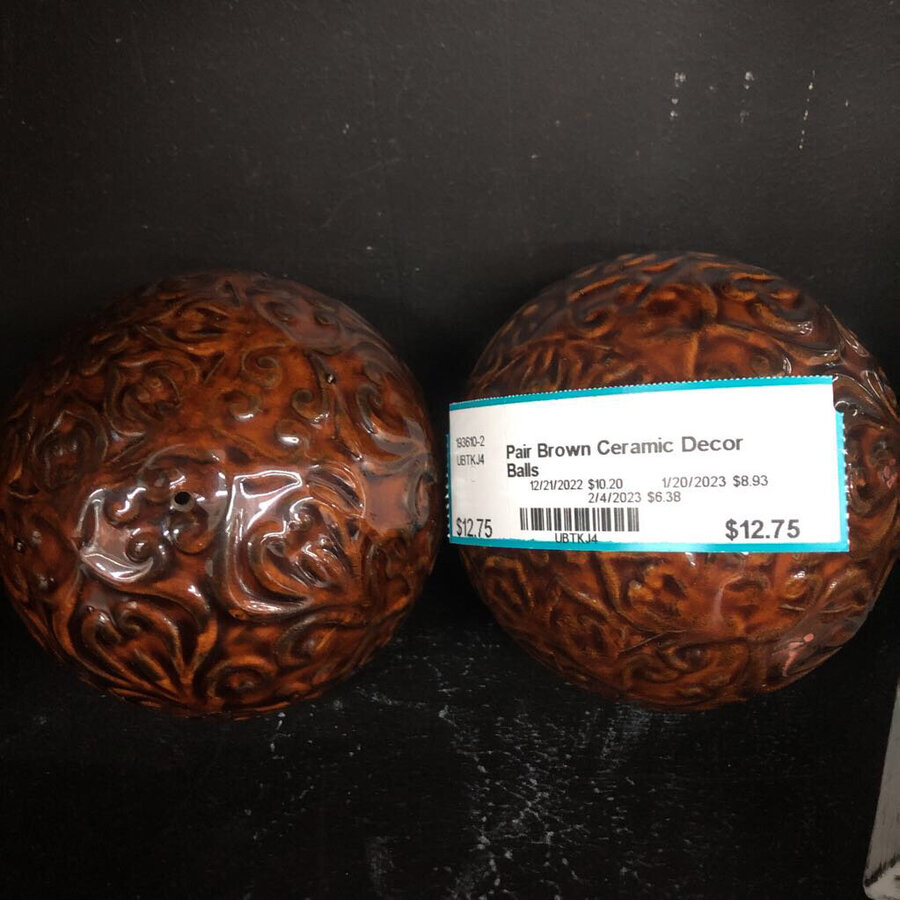 193610-2
UBTKJ4
Pair Brown Ceramic Decor
Balls
12/21/2022 $10.20 1/20/2023 $8.93
2/4/2023 $6.38
$12.75
UBTKJ4
$12.75